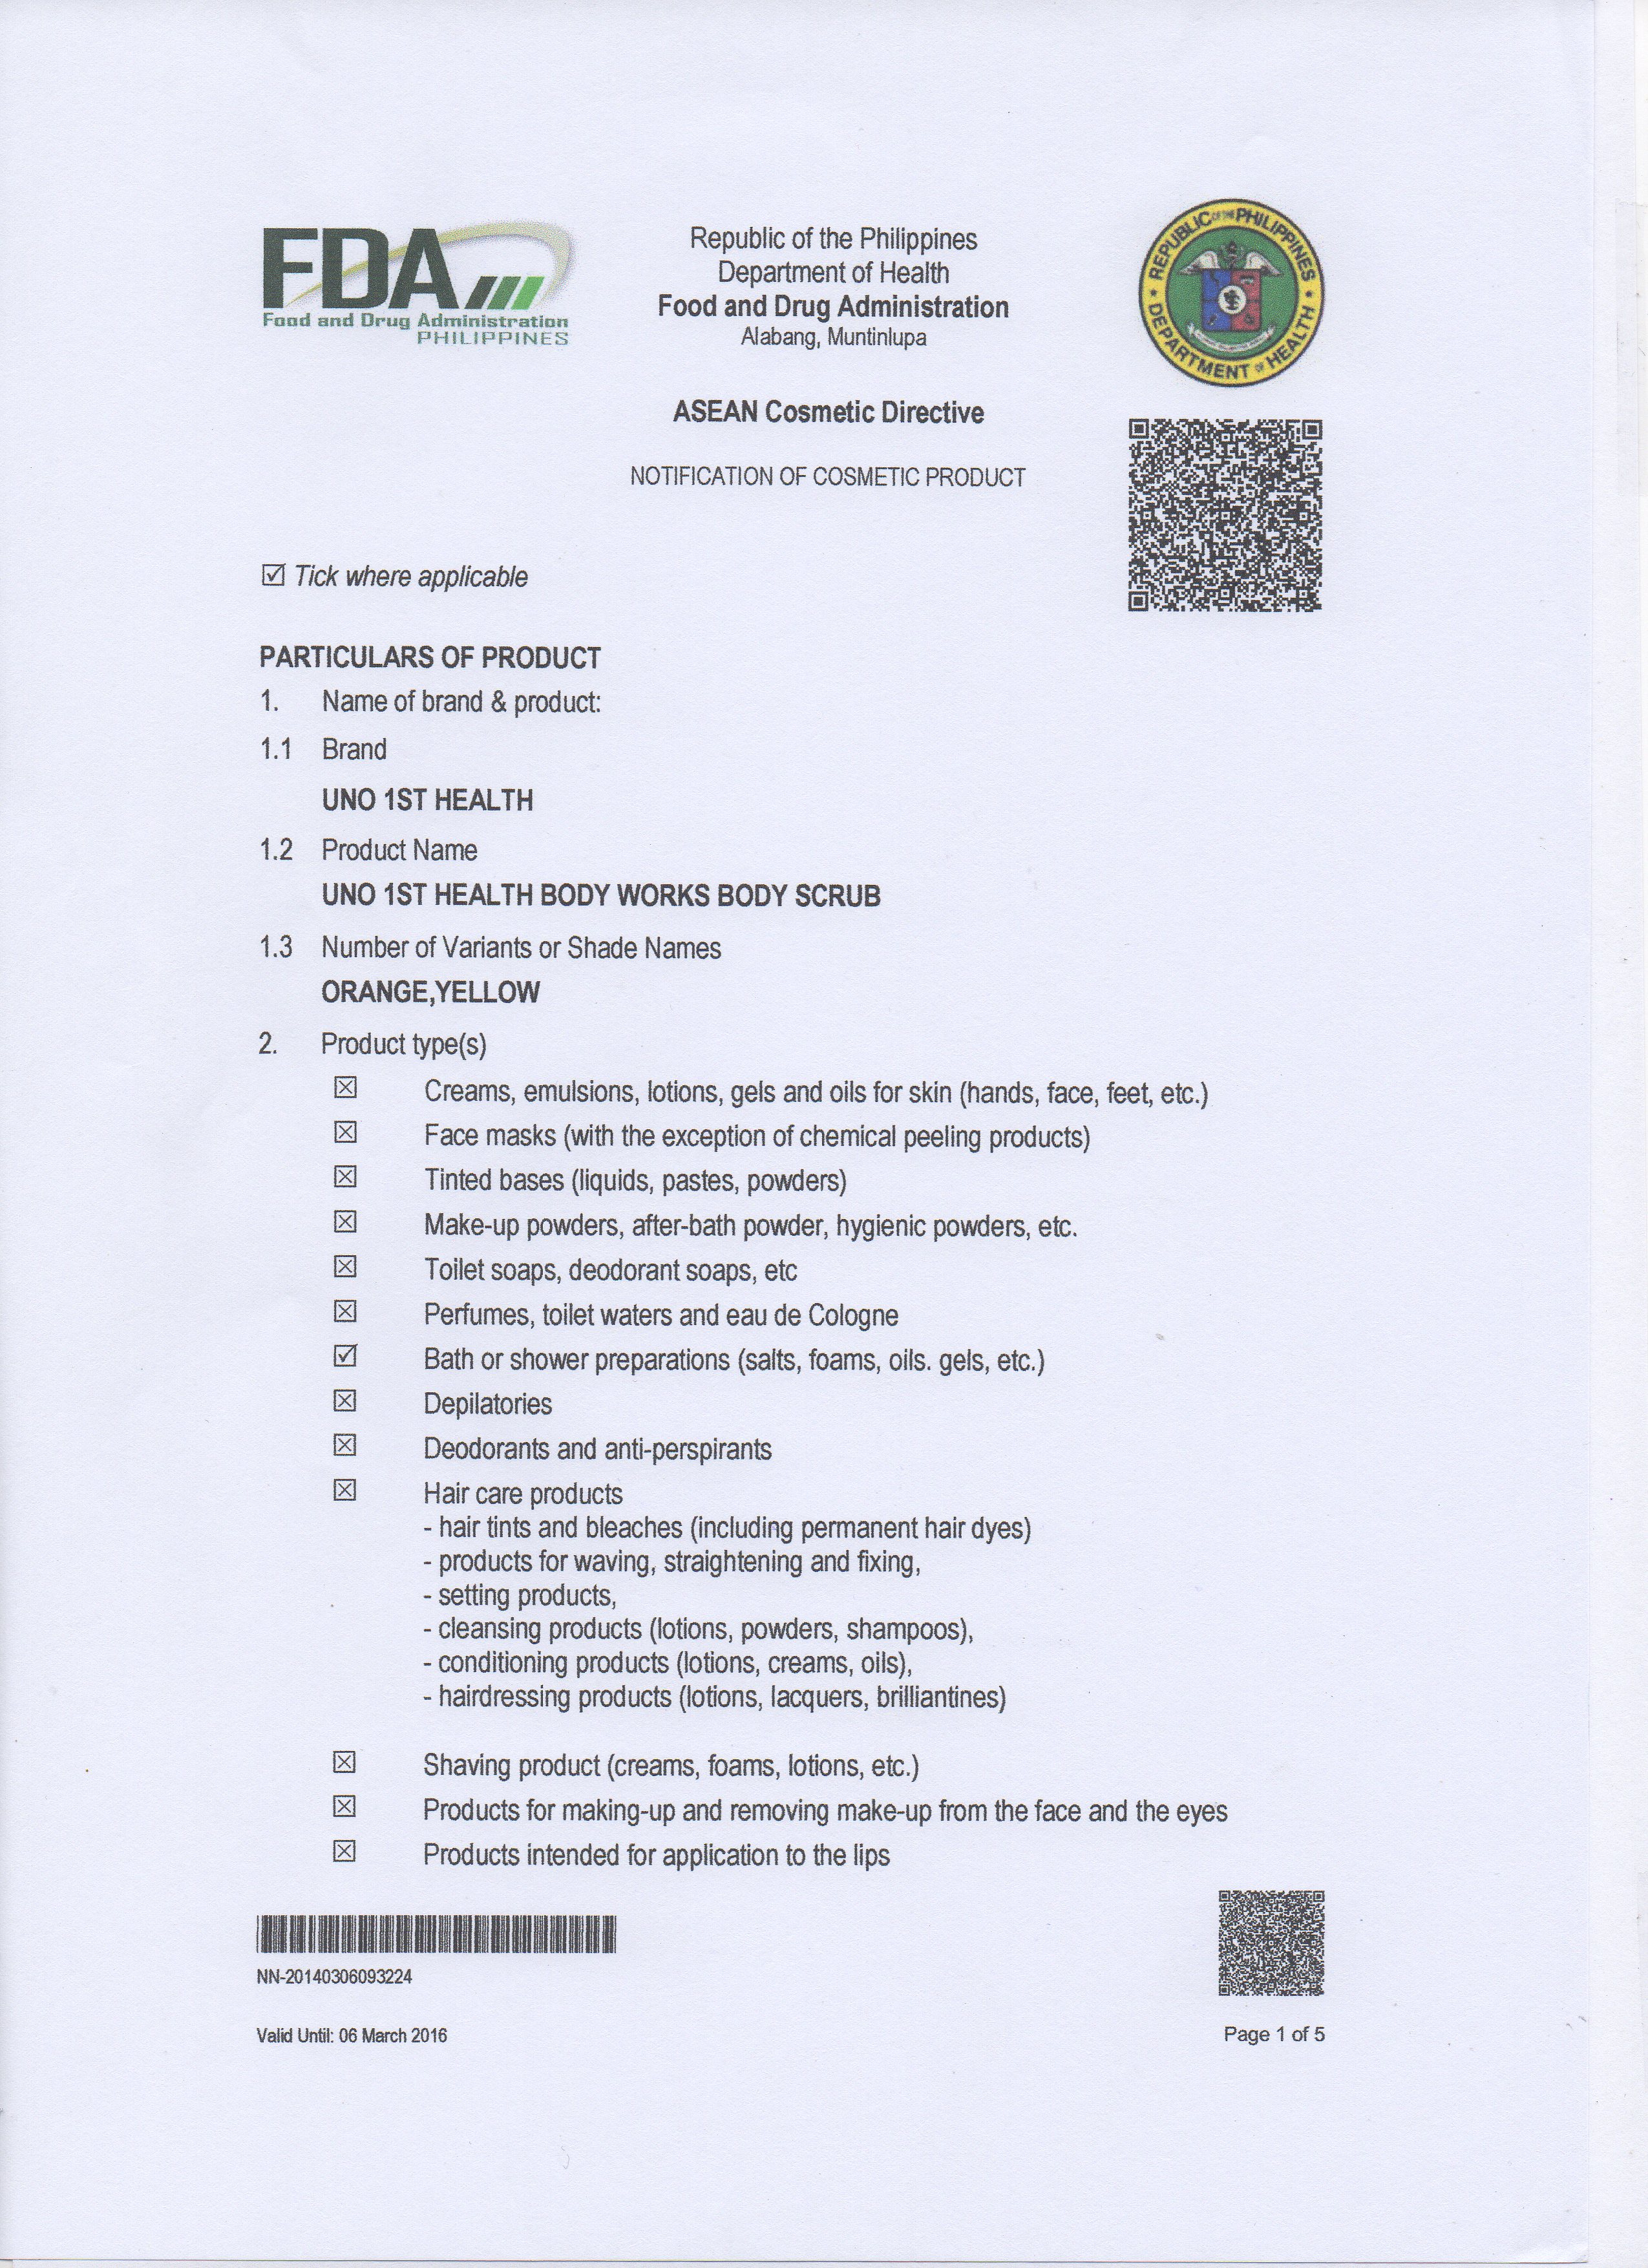 FDA
Food and Drug Administration
PHILIPPINES
Republic of the Philippines
Department of Health
Food and Drug Administration
Alabang, Muntinlupa
REPUBLIC OF THE PHILIPPINES
DEPARTMENT OF HEALTH
ASEAN Cosmetic Directive
NOTIFICATION OF COSMETIC PRODUCT
☑ Tick where applicable
PARTICULARS OF PRODUCT
1. Name of brand & product:
1.1 Brand
UNO 1ST HEALTH
1.2 Product Name
UNO 1ST HEALTH BODY WORKS BODY SCRUB
1.3 Number of Variants or Shade Names
ORANGE,YELLOW
2. Product type(s)
☒ Creams, emulsions, lotions, gels and oils for skin (hands, face, feet, etc.)
☒ Face masks (with the exception of chemical peeling products)
☒ Tinted bases (liquids, pastes, powders)
☒ Make-up powders, after-bath powder, hygienic powders, etc.
☒ Toilet soaps, deodorant soaps, etc
☒ Perfumes, toilet waters and eau de Cologne
☑ Bath or shower preparations (salts, foams, oils. gels, etc.)
☒ Depilatories
☒ Deodorants and anti-perspirants
☒ Hair care products
- hair tints and bleaches (including permanent hair dyes)
- products for waving, straightening and fixing,
- setting products,
- cleansing products (lotions, powders, shampoos),
- conditioning products (lotions, creams, oils),
- hairdressing products (lotions, lacquers, brilliantines)
☒ Shaving product (creams, foams, lotions, etc.)
☒ Products for making-up and removing make-up from the face and the eyes
☒ Products intended for application to the lips
NN-20140306093224
Valid Until: 06 March 2016
Page 1 of 5